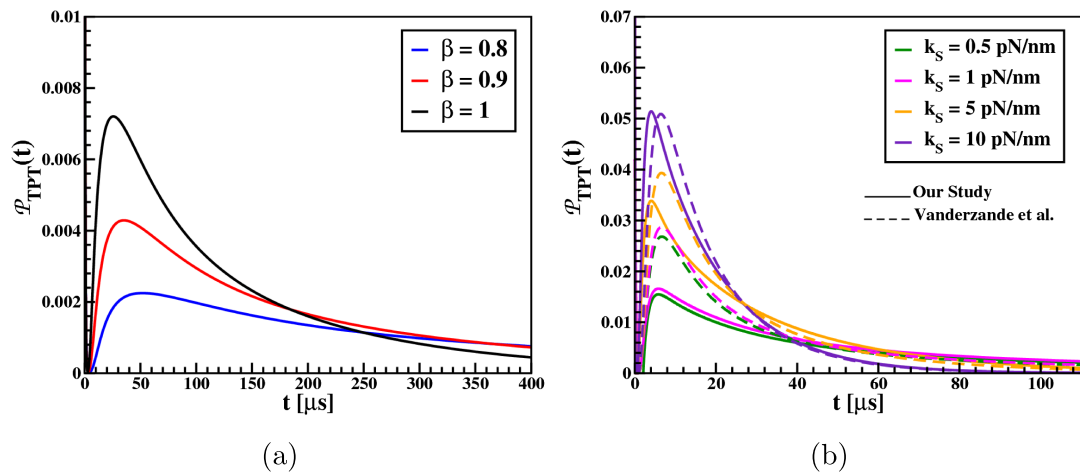 0.01
0.008
0.006
0.004
0.002
0
𝒫TPT(t)
β = 0.8
β = 0.9
β = 1
0 50 100 150 200 250 300 350 400
t [μs]
(a)
0.07
0.06
0.05
0.04
0.03
0.02
0.01
0
𝒫TPT(t)
kS = 0.5 pN/nm
kS = 1 pN/nm
kS = 5 pN/nm
kS = 10 pN/nm
Our Study
Vanderzande et al.
0 20 40 60 80 100
t [μs]
(b)